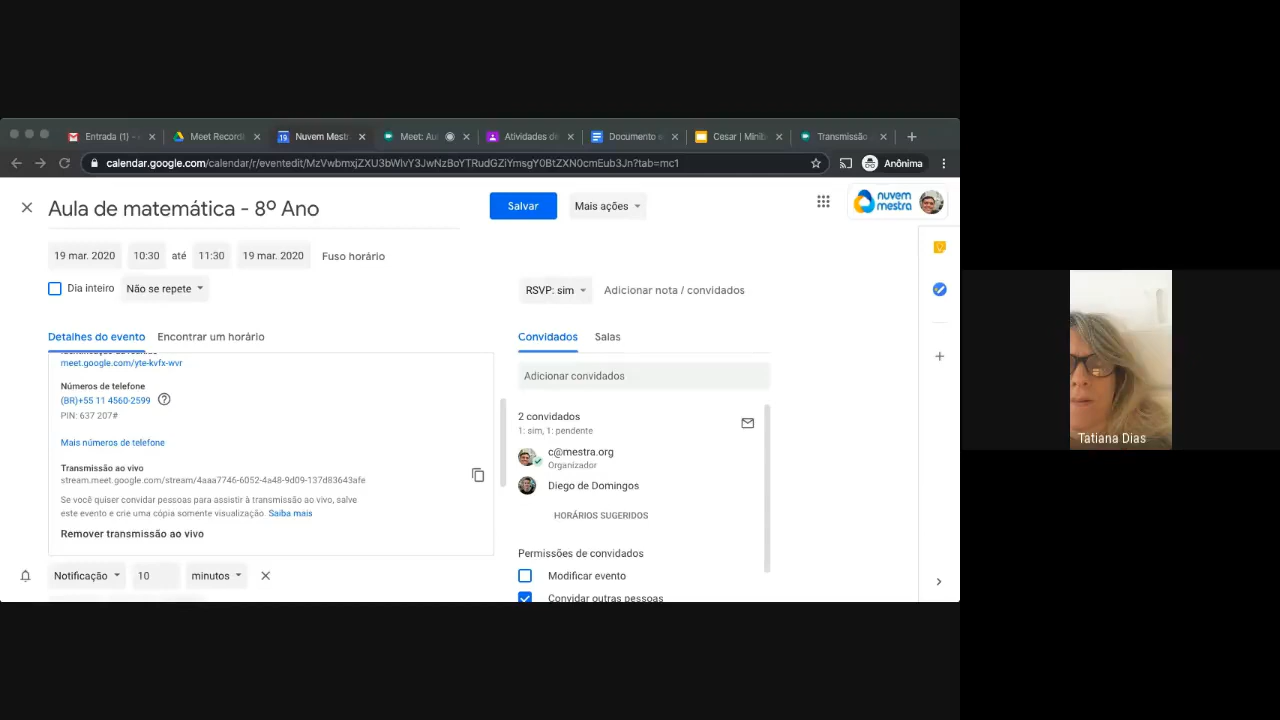 Entrada (1) -
Meet Recordi
Nuvem Mestr
Meet: Au
Atividades de
Documento e
Cesar | Miniba
Transmissão
calendar.google.com/calendar/r/eventedit/
Anônima
Aula de matemática - 8º Ano
Salvar
Mais ações
nuvem
mestra
19 mar. 2020
10:30
até
11:30
19 mar. 2020
Fuso horário
Dia inteiro
Não se repete
RSVP: sim
Adicionar nota / convidados
Detalhes do evento
Encontrar um horário
Convidados
Salas
meet.google.com/yte-kvfx-wvr
Adicionar convidados
Números de telefone
(BR)+55 11 4560-2599
PIN: 637 207#
Mais números de telefone
2 convidados
1: sim, 1: pendente
c@mestra.org
Organizador
Diego de Domingos
Transmissão ao vivo
stream.meet.google.com/stream/4aaa7746-6052-4a48-9d09-137d83643afe
Se você quiser convidar pessoas para assistir à transmissão ao vivo, salve
este evento e crie uma cópia somente visualização. Saiba mais
Remover transmissão ao vivo
HORÁRIOS SUGERIDOS
Permissões de convidados
Modificar evento
Convidar outras pessoas
Notificação
10
minutos
Tatiana Dias